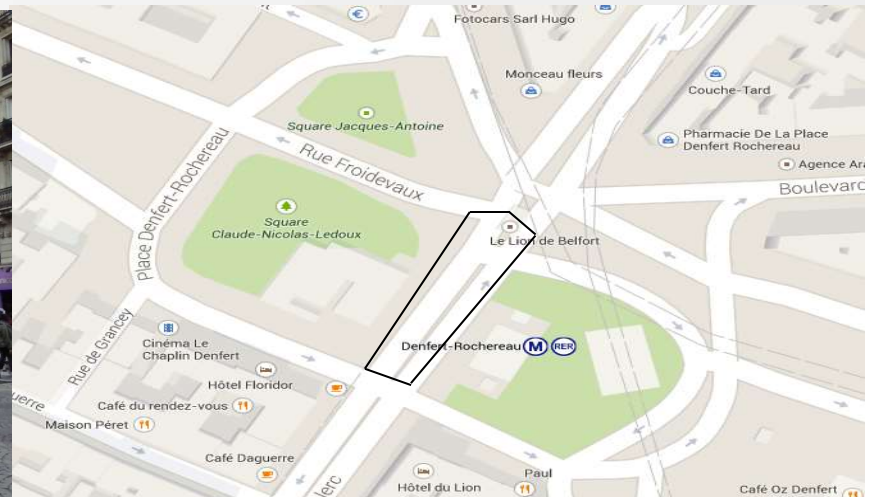 Fotocars Sarl Hugo
Monceau fleurs
Couche-Tard
Square Jacques-Antoine
Pharmacie De La Place
Denfert Rochereau
Agence Ar
Rue Froidevaux
Boulevard
Place Denfert-Rochereau
Square
Claude-Nicolas-Ledoux
Le Lion de Belfort
Rue de Grancey
Cinéma Le
Chaplin Denfert
Denfert-Rochereau M RER
Hôtel Floridor
Café du rendez-vous
Maison Péret
uerre
Café Daguerre
lerc
Hôtel du Lion
Paul
Café Oz Denfert